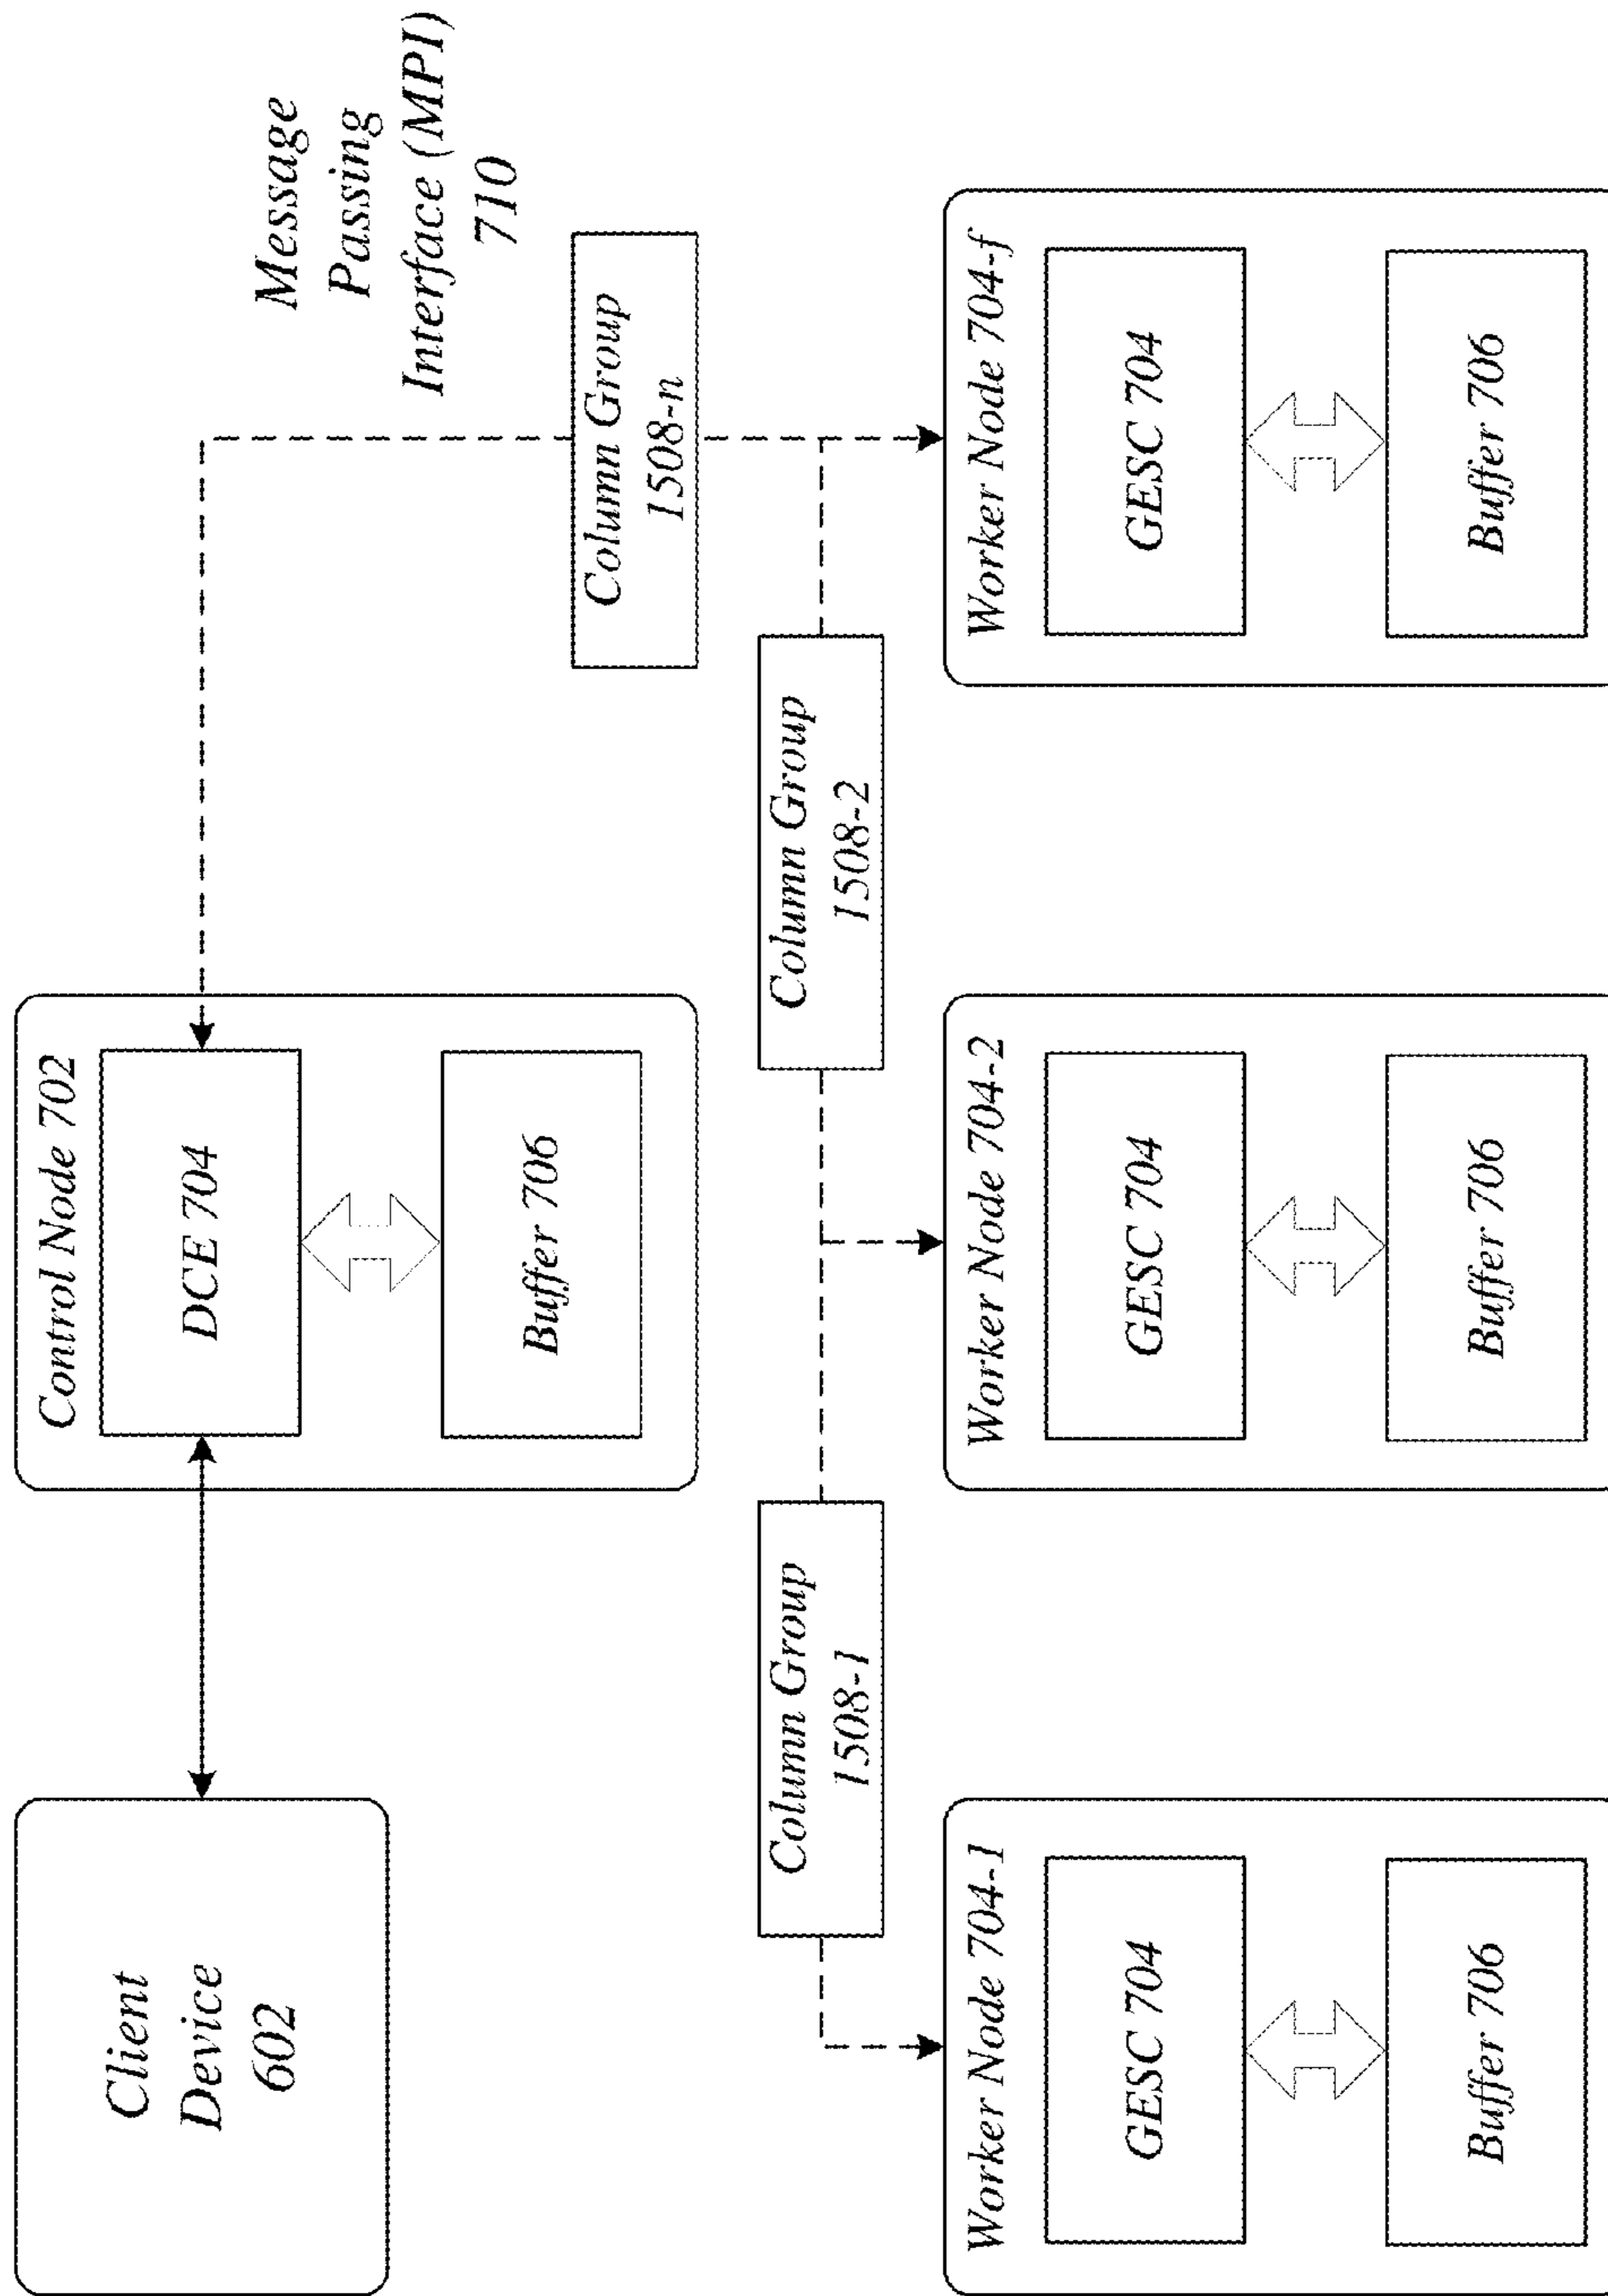 Client
Device
602
Control Node 702
DCE 704
Buffer 706
Message
Passing
Interface (MPI)
710
Column Group
1508-n
Column Group
1508-1
Column Group
1508-2
Worker Node 704-1
GESC 704
Buffer 706
Worker Node 704-2
GESC 704
Buffer 706
Worker Node 704-f
GESC 704
Buffer 706